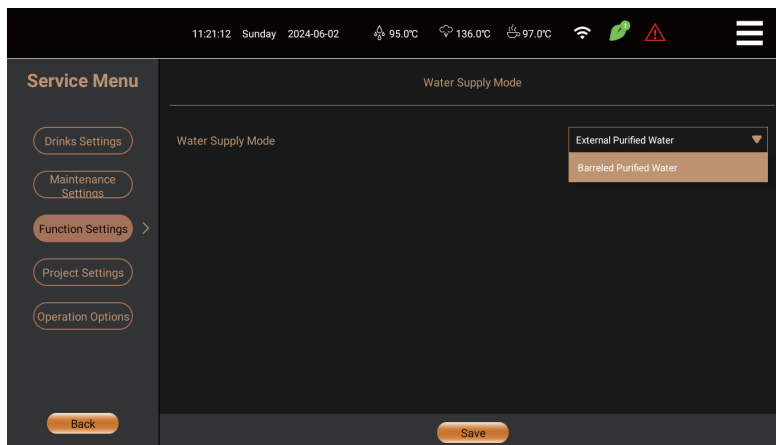 11:21:12 Sunday 2024-06-02 95.0℃ 136.0℃ 97.0℃ 1
Service Menu
Water Supply Mode
Drinks Settings
Maintenance
Settings
Function Settings
Project Settings
Operation Options
Back
Water Supply Mode
External Purified Water
Barreled Purified Water
Save